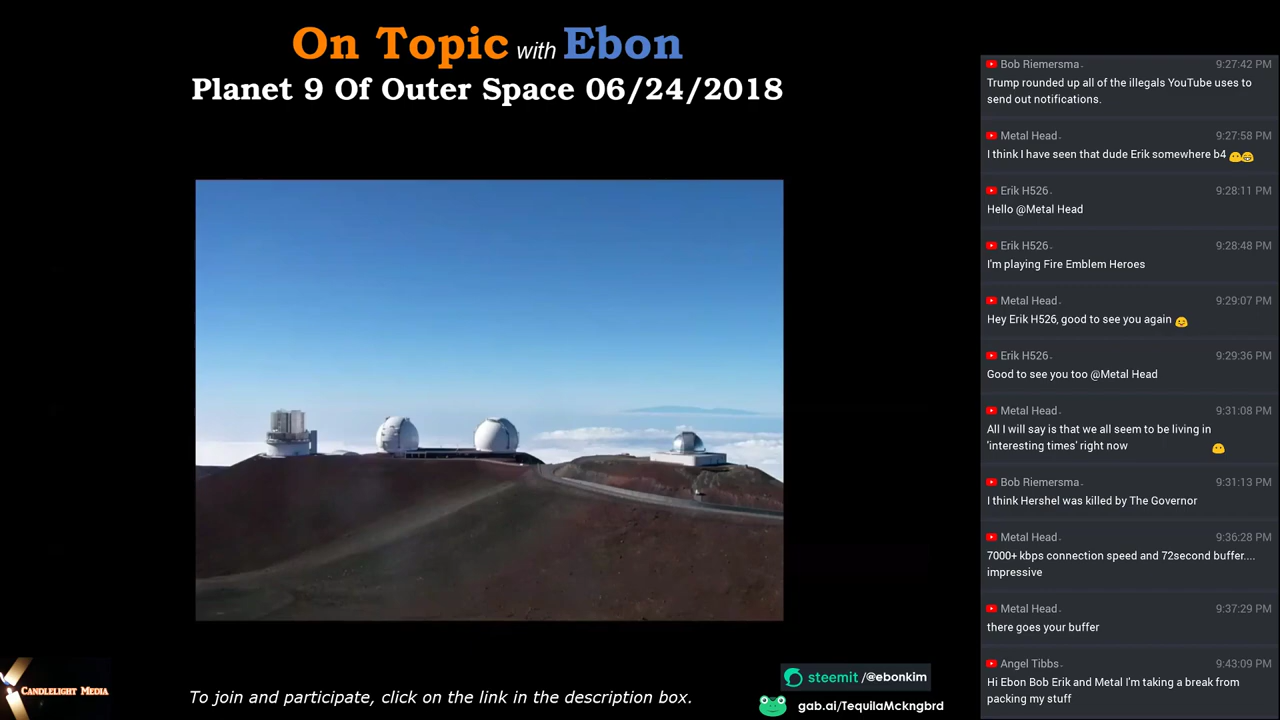 On Topic with Ebon
Planet 9 Of Outer Space 06/24/2018
Bob Riemersma 9:27:42 PM
Trump rounded up all of the illegals YouTube uses to
send out notifications.
Metal Head 9:27:58 PM
I think I have seen that dude Erik somewhere b4
Erik H526 9:28:11 PM
Hello @Metal Head
Erik H526 9:28:48 PM
I'm playing Fire Emblem Heroes
Metal Head 9:29:07 PM
Hey Erik H526, good to see you again
Erik H526 9:29:36 PM
Good to see you too @Metal Head
Metal Head 9:31:08 PM
All I will say is that we all seem to be living in
'interesting times' right now
Bob Riemersma 9:31:13 PM
I think Hershel was killed by The Governor
Metal Head 9:36:28 PM
7000+ kbps connection speed and 72second buffer....
impressive
Metal Head 9:37:29 PM
there goes your buffer
Angel Tibbs 9:43:09 PM
Hi Ebon Bob Erik and Metal I'm taking a break from
packing my stuff
CANDLELIGHT MEDIA
To join and participate, click on the link in the description box.
steemit /@ebonkim
gab.ai/TequilaMckngbrd